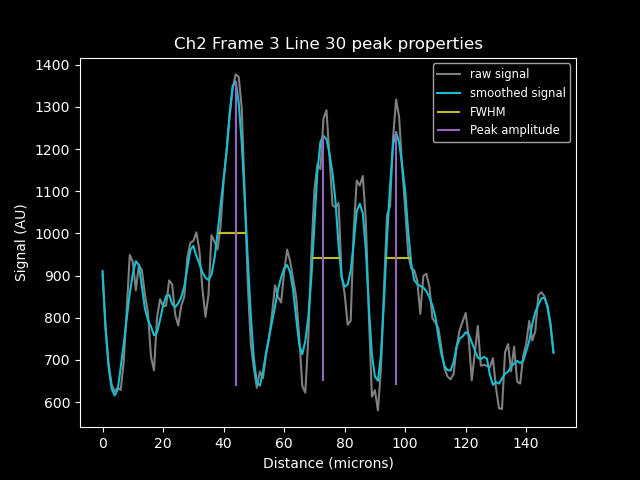 Ch2 Frame 3 Line 30 peak properties
raw signal
smoothed signal
FWHM
Peak amplitude
Signal (AU)
1400
1300
1200
1100
1000
900
800
700
600
0 20 40 60 80 100 120 140
Distance (microns)